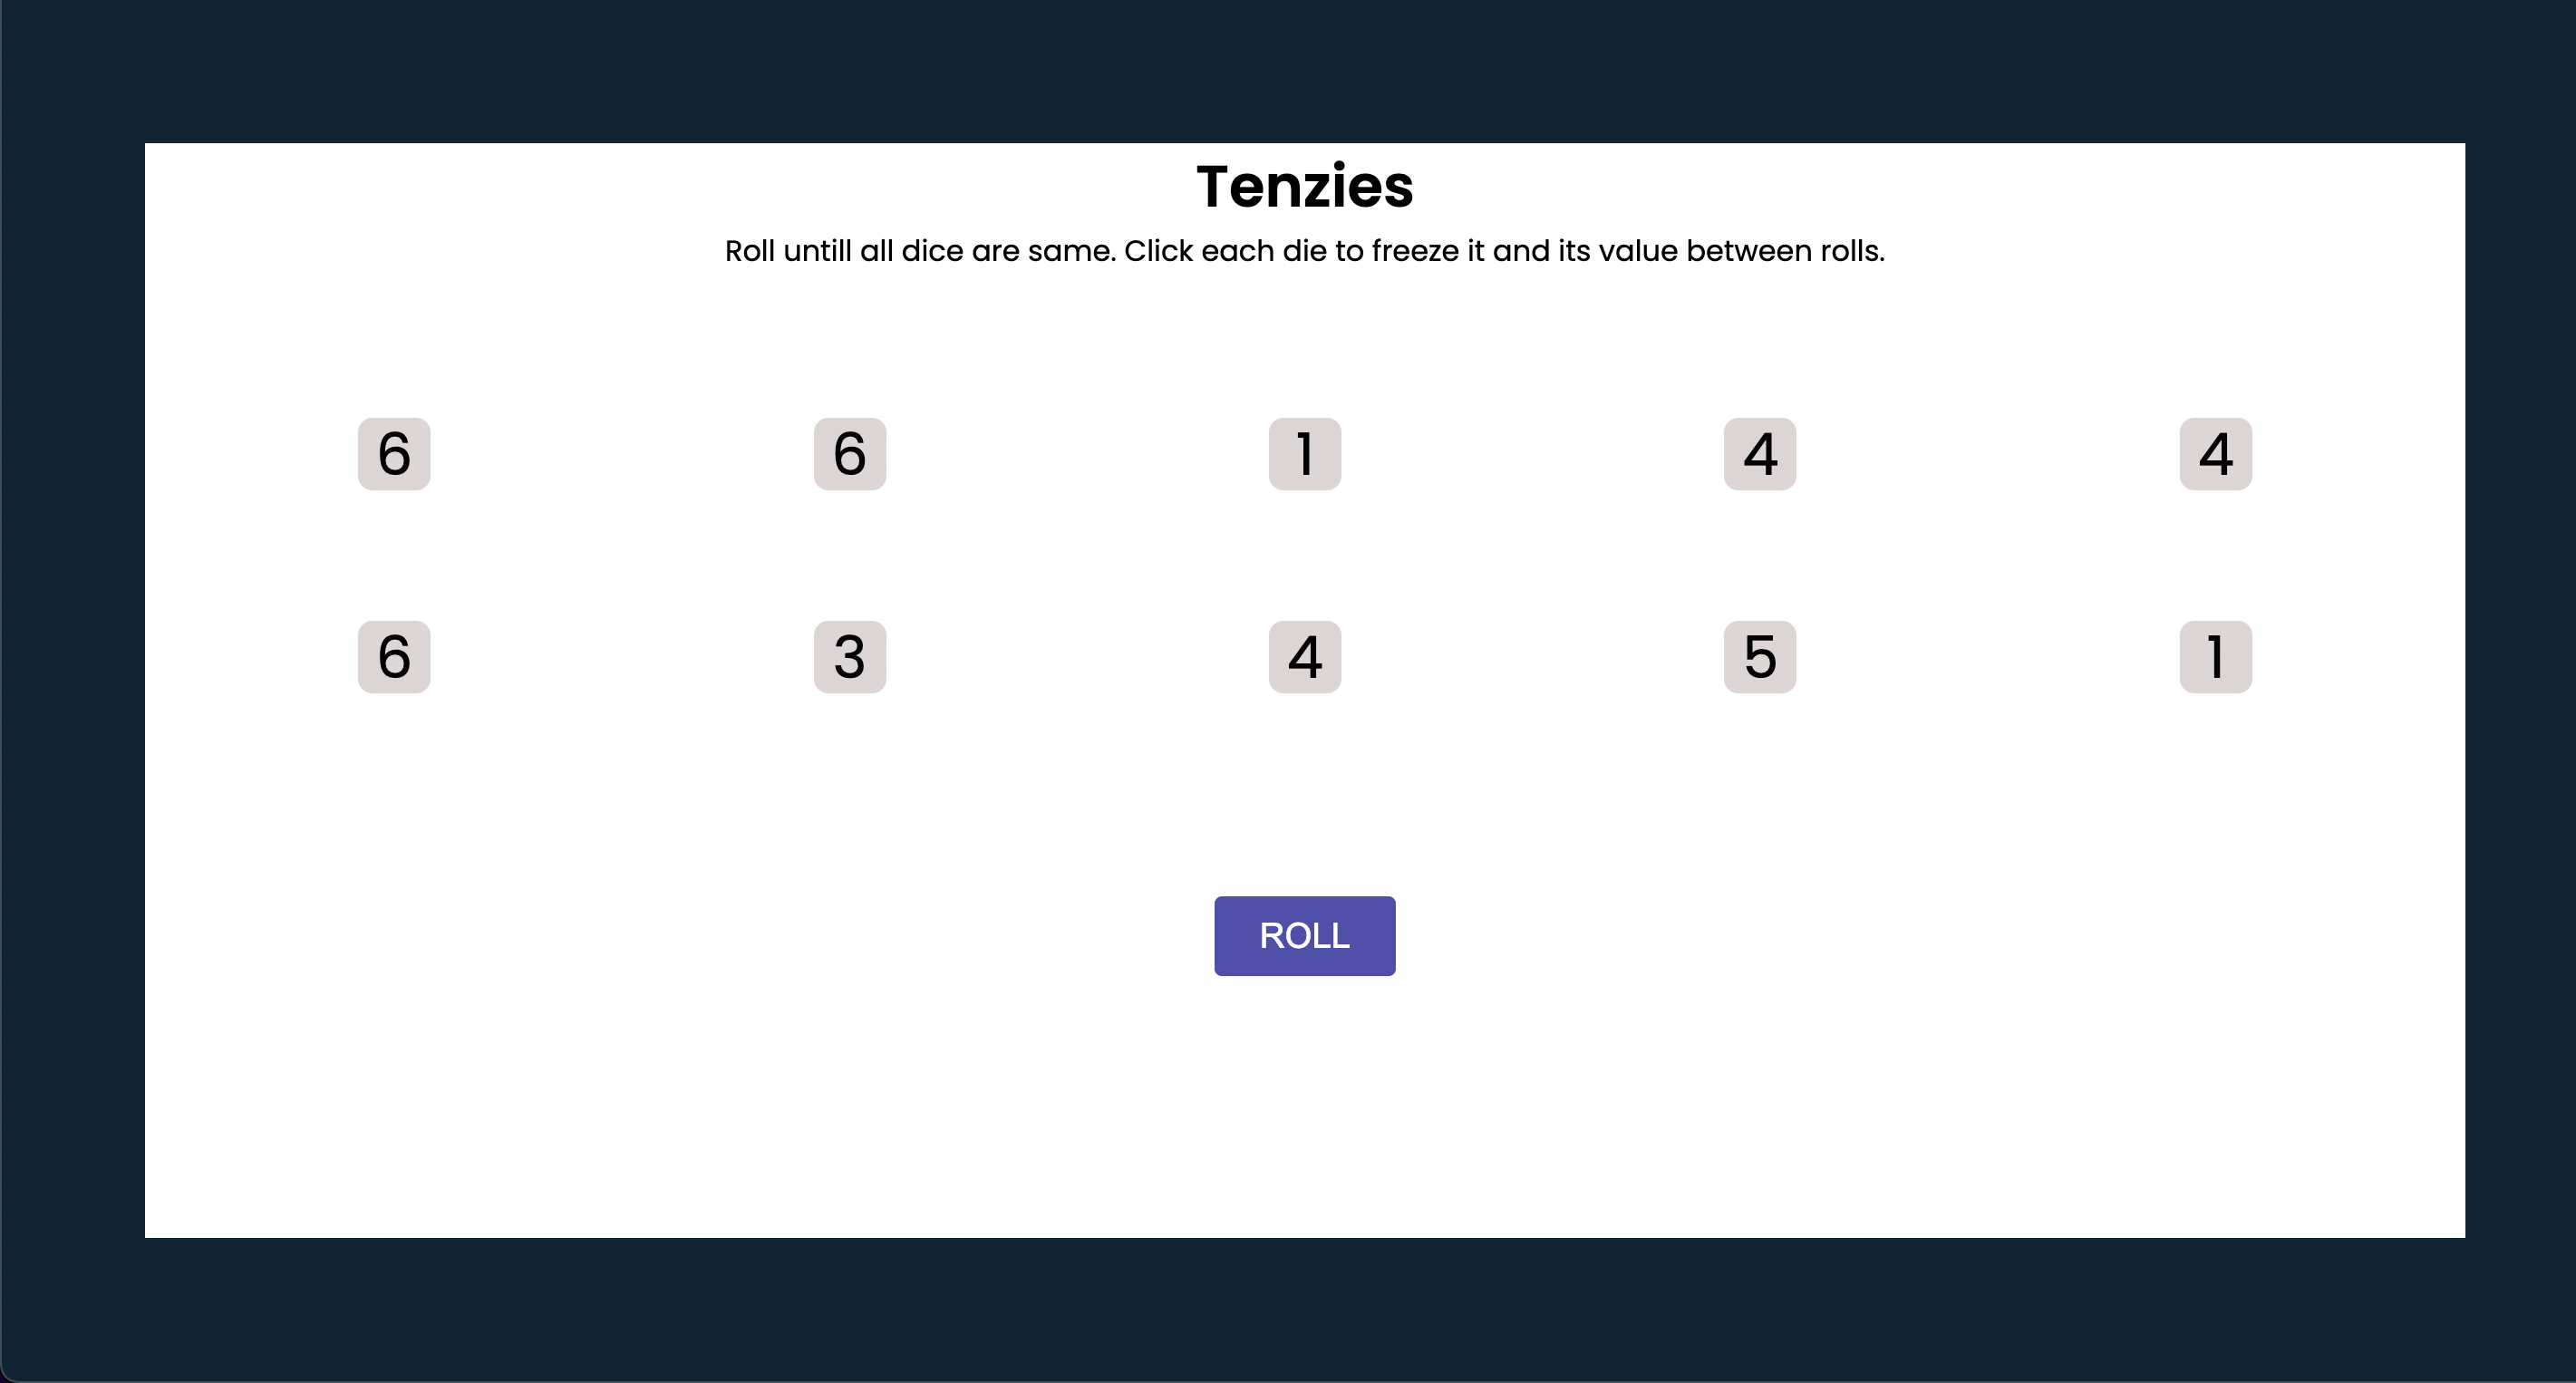 Tenzies
Roll untill all dice are same. Click each die to freeze it and its value between rolls.
6 6 1 4 4
6 3 4 5 1
ROLL